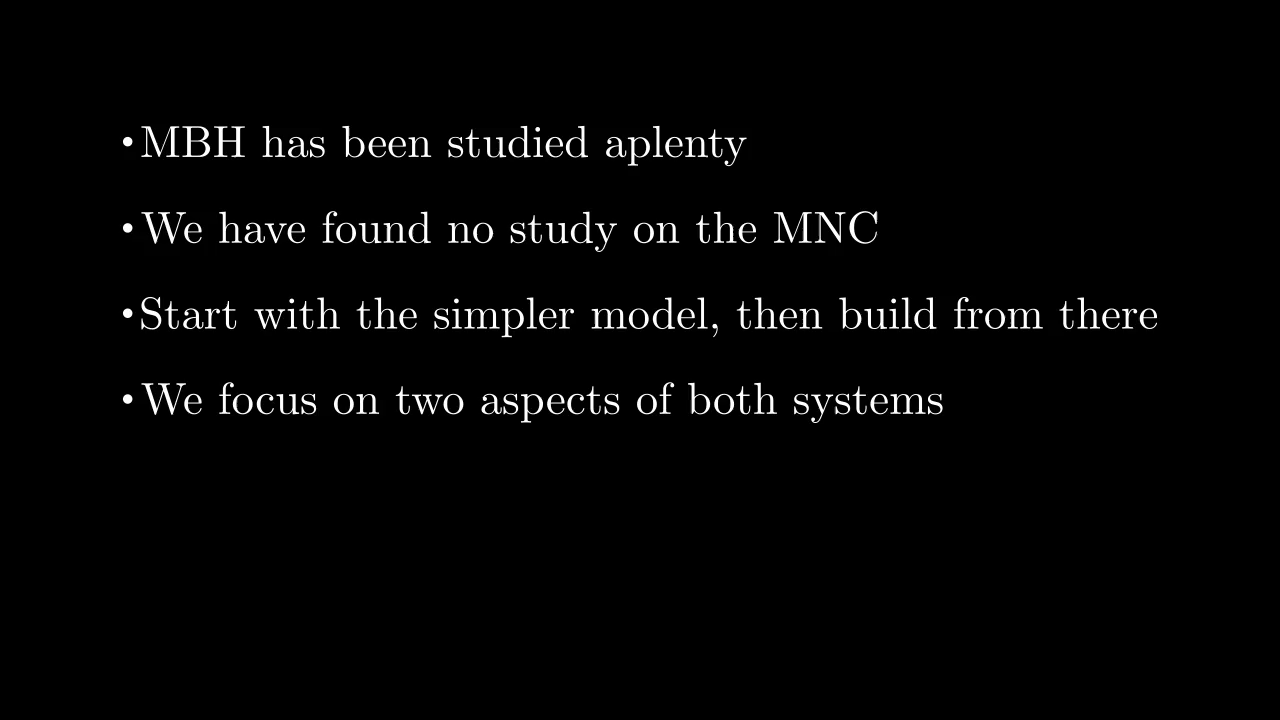 •MBH has been studied aplenty
•We have found no study on the MNC
•Start with the simpler model, then build from there
•We focus on two aspects of both systems